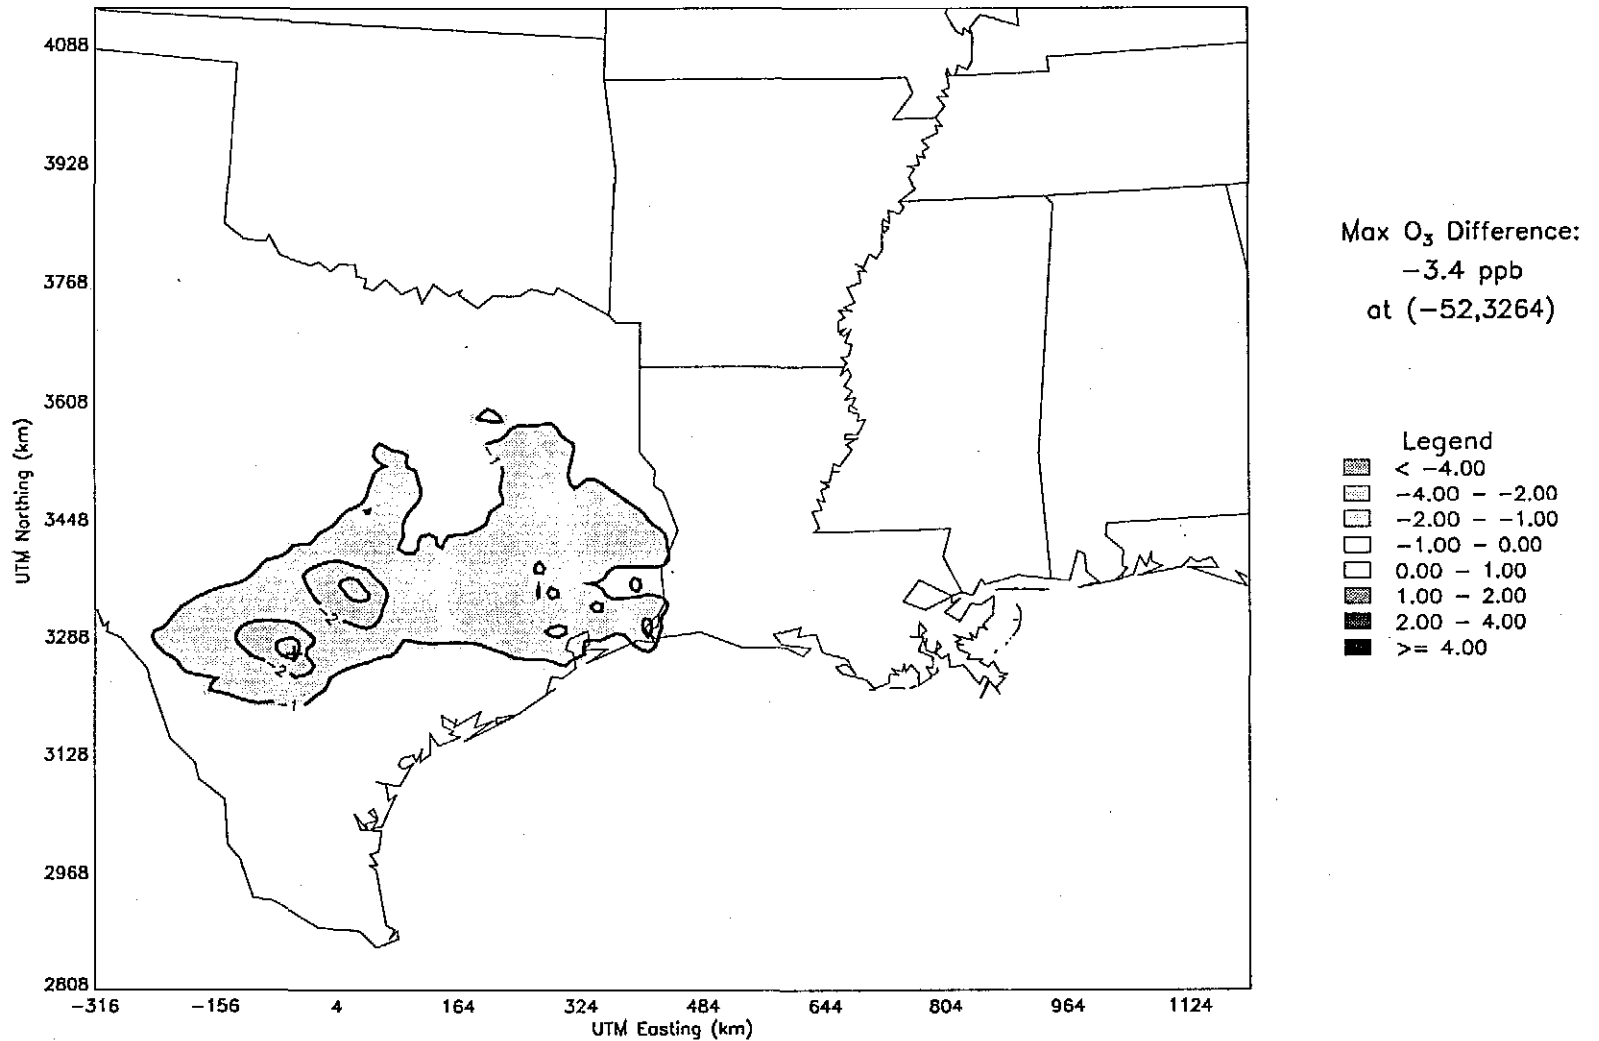 4088
3928
3768
3608
3448
3288
3128
2968
2808
UTM Northing (km)
-316 -156 4 164 324 484 644 804 964 1124
UTM Easting (km)
-1
-2
-2
-1
Max O₃ Difference:
-3.4 ppb
at (-52,3264)
Legend
< -4.00
-4.00 - -2.00
-2.00 - -1.00
-1.00 - 0.00
0.00 - 1.00
1.00 - 2.00
2.00 - 4.00
>= 4.00